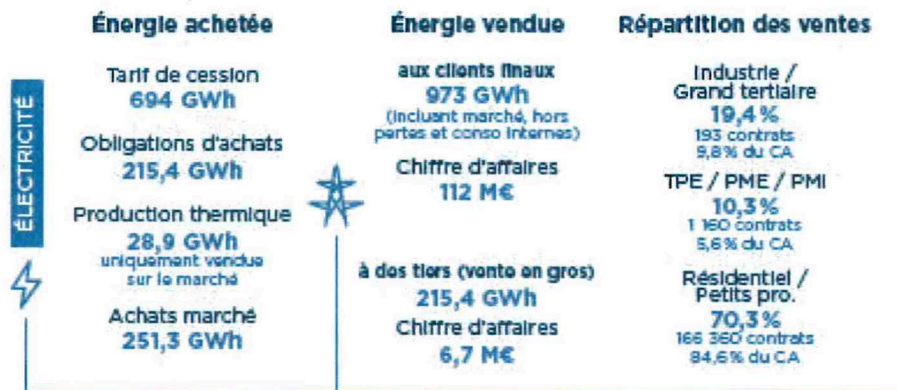 Énergie achetée
Tarif de cession
694 GWh
Obligations d'achats
215,4 GWh
Production thermique
28,9 GWh
uniquement vendue
sur le marché
Achats marché
251,3 GWh
Énergie vendue
aux clients finaux
973 GWh
(incluant marché, hors
pertes et conso internes)
Chiffre d'affaires
112 M€
à des tiers (vente en gros)
215,4 GWh
Chiffre d'affaires
6,7 M€
Répartition des ventes
Industrie /
Grand tertiaire
19,4%
193 contrats
9,8% du CA
TPE / PME / PMI
10,3%
1 160 contrats
5,6% du CA
Résidentiel /
Petits pro.
70,3%
166 360 contrats
84,6% du CA
ÉLECTRICITÉ